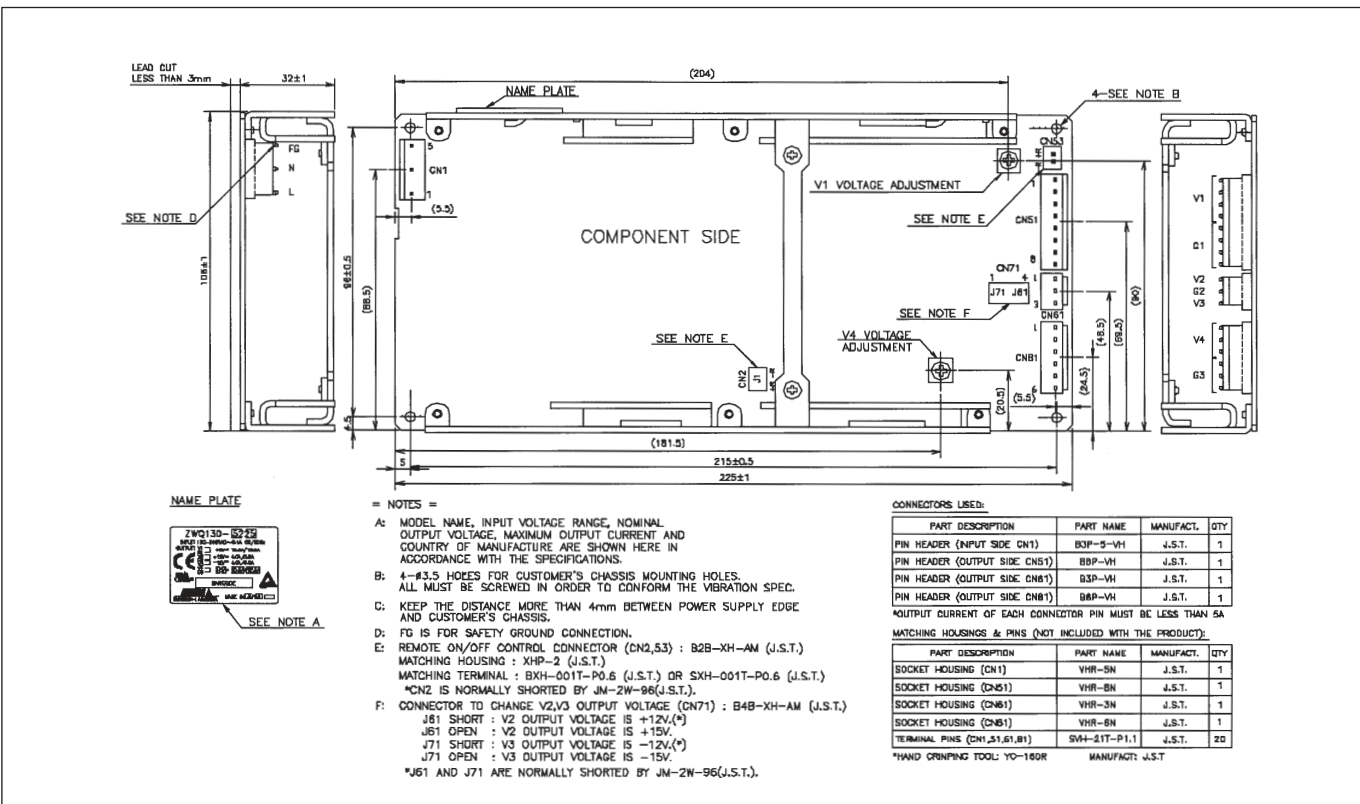 LEAD CUT
LESS THAN 3mm
32±1
(204)
NAME PLATE
4-SEE NOTE B
FG
N
L
SEE NOTE D
106±1
96±0.5
(88.5)
4.5
5
CN1
1
(5.5)
COMPONENT SIDE
CN53
V1 VOLTAGE ADJUSTMENT
SEE NOTE E
1
CN51
8
CN71
1 4
J71 J61
1
3
SEE NOTE F
CN61
SEE NOTE E
CN2
J1
V4 VOLTAGE
ADJUSTMENT
1
CN81
6
(5.5)
(20.5)
(24.5)
(46.5)
(69.5)
(90)
V1
G1
V2
G2
V3
V4
G3
(181.5)
5
215±0.5
225±1
NAME PLATE
ZWQ130-5225
SEE NOTE A
= NOTES =
A: MODEL NAME, INPUT VOLTAGE RANGE, NOMINAL
OUTPUT VOLTAGE, MAXIMUM OUTPUT CURRENT AND
COUNTRY OF MANUFACTURE ARE SHOWN HERE IN
ACCORDANCE WITH THE SPECIFICATIONS.
B: 4-ø3.5 HOLES FOR CUSTOMER'S CHASSIS MOUNTING HOLES.
ALL MUST BE SCREWED IN ORDER TO CONFORM THE VIBRATION SPEC.
C: KEEP THE DISTANCE MORE THAN 4mm BETWEEN POWER SUPPLY EDGE
AND CUSTOMER'S CHASSIS.
D: FG IS FOR SAFETY GROUND CONNECTION.
E: REMOTE ON/OFF CONTROL CONNECTOR (CN2,53) : B2B-XH-AM (J.S.T.)
MATCHING HOUSING : XHP-2 (J.S.T.)
MATCHING TERMINAL : BXH-001T-P0.6 (J.S.T.) OR SXH-001T-P0.6 (J.S.T.)
*CN2 IS NORMALLY SHORTED BY JM-2W-96(J.S.T.).
F: CONNECTOR TO CHANGE V2,V3 OUTPUT VOLTAGE (CN71) : B4B-XH-AM (J.S.T.)
J61 SHORT : V2 OUTPUT VOLTAGE IS +12V.(*)
J61 OPEN : V2 OUTPUT VOLTAGE IS +15V.
J71 SHORT : V3 OUTPUT VOLTAGE IS -12V.(*)
J71 OPEN : V3 OUTPUT VOLTAGE IS -15V.
*J61 AND J71 ARE NORMALLY SHORTED BY JM-2W-96(J.S.T.).
CONNECTORS USED:
PART DESCRIPTION PART NAME MANUFACT. QTY
PIN HEADER (INPUT SIDE CN1) B3P-5-VH J.S.T. 1
PIN HEADER (OUTPUT SIDE CN51) B8P-VH J.S.T. 1
PIN HEADER (OUTPUT SIDE CN61) B3P-VH J.S.T. 1
PIN HEADER (OUTPUT SIDE CN81) B6P-VH J.S.T. 1
*OUTPUT CURRENT OF EACH CONNECTOR PIN MUST BE LESS THAN 5A
MATCHING HOUSINGS & PINS (NOT INCLUDED WITH THE PRODUCT):
PART DESCRIPTION PART NAME MANUFACT. QTY
SOCKET HOUSING (CN1) VHR-5N J.S.T. 1
SOCKET HOUSING (CN51) VHR-8N J.S.T. 1
SOCKET HOUSING (CN61) VHR-3N J.S.T. 1
SOCKET HOUSING (CN81) VHR-6N J.S.T. 1
TERMINAL PINS (CN1,51,61,81) SVH-21T-P1.1 J.S.T. 20
*HAND CRINPING TOOL: YC-160R MANUFACT: J.S.T